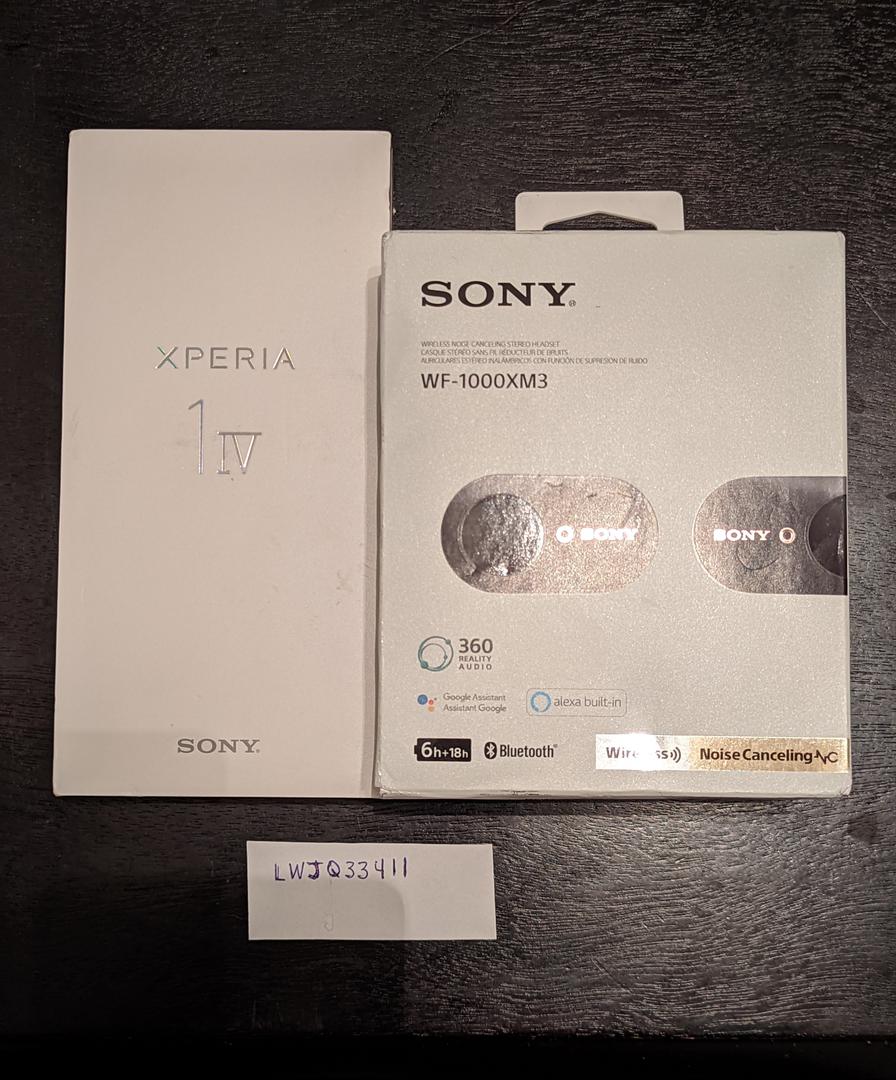 XPERIA
1 IV
SONY
SONY
WIRELESS NOISE CANCELING STEREO HEADSET
CASQUE STÉRÉO SANS FIL RÉDUCTEUR DE BRUITS
AURICULARES ESTÉREO INALÁMBRICOS CON FUNCIÓN DE SUPRESIÓN DE RUIDO
WF-1000XM3
SONY
SONY
360
REALITY
AUDIO
Google Assistant
Assistant Google
alexa built-in
6h+18h
Bluetooth®
Wireless
Noise Canceling
LWJQ33411